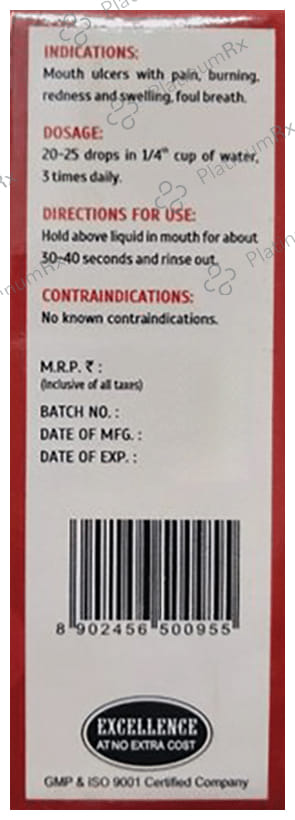 INDICATIONS:
Mouth ulcers with pain, burning,
redness and swelling, foul breath.
DOSAGE:
20-25 drops in 1/4th cup of water,
3 times daily.
DIRECTIONS FOR USE:
Hold above liquid in mouth for about
30-40 seconds and rinse out.
CONTRAINDICATIONS:
No known contraindications.
M.R.P. ₹ :
(Inclusive of all taxes)
BATCH NO. :
DATE OF MFG. :
DATE OF EXP. :
8 902456 500955
EXCELLENCE
AT NO EXTRA COST
GMP & ISO 9001 Certified Company
PlatinumRx
PlatinumRx
PlatinumRx